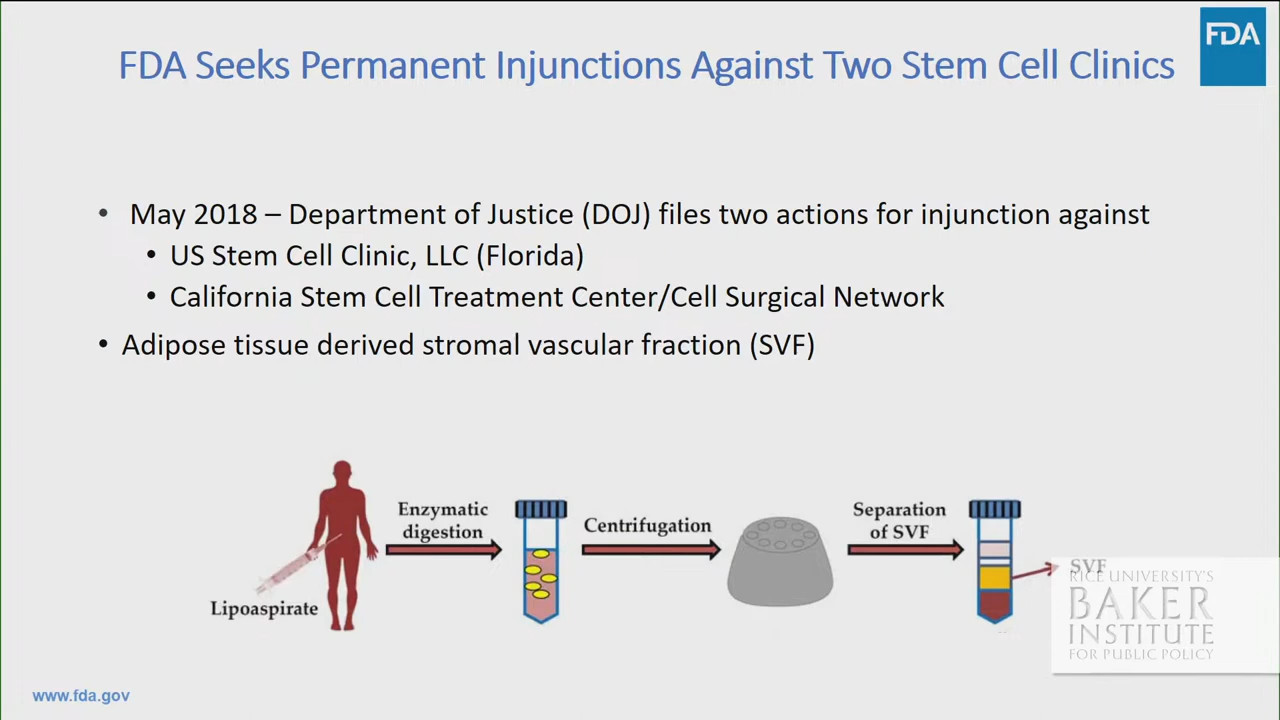 FDA
FDA Seeks Permanent Injunctions Against Two Stem Cell Clinics
• May 2018 – Department of Justice (DOJ) files two actions for injunction against
• US Stem Cell Clinic, LLC (Florida)
• California Stem Cell Treatment Center/Cell Surgical Network
• Adipose tissue derived stromal vascular fraction (SVF)
Lipoaspirate
Enzymatic
digestion
Centrifugation
Separation
of SVF
SVF
RICE UNIVERSITY'S
BAKER
INSTITUTE
FOR PUBLIC POLICY
www.fda.gov